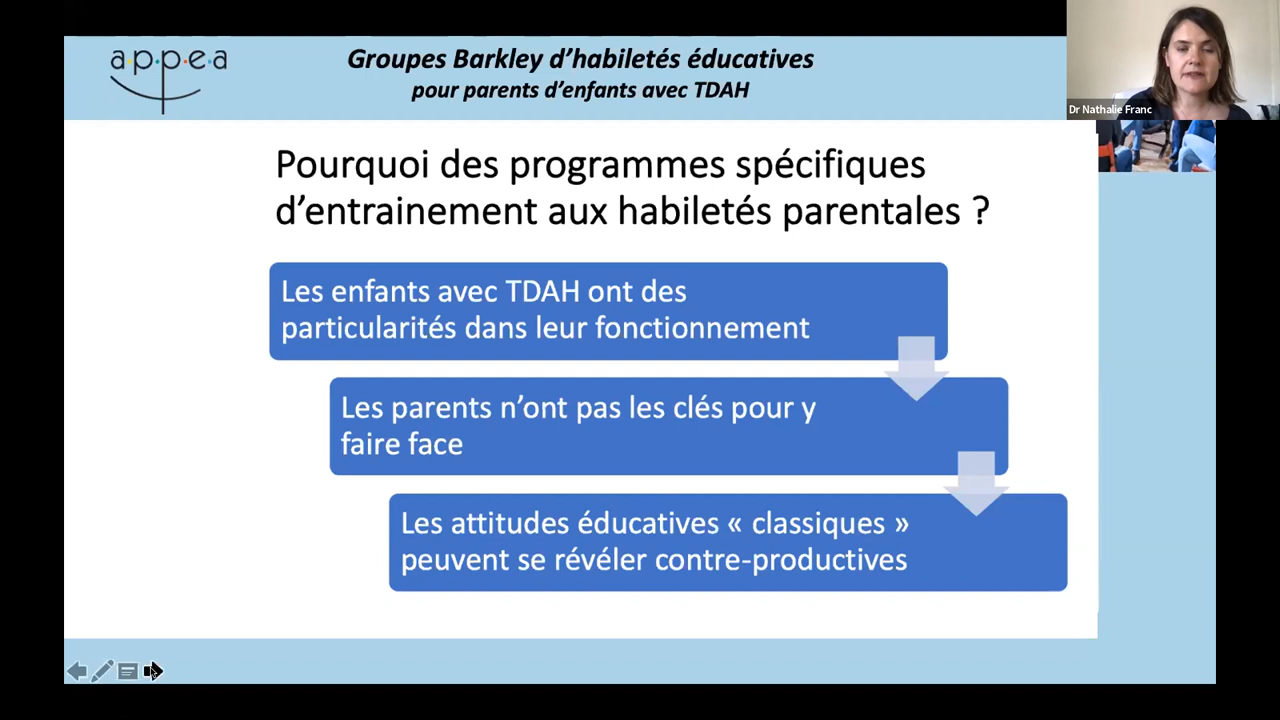 a.p.p.e.a
Groupes Barkley d'habiletés éducatives
pour parents d'enfants avec TDAH
Dr Nathalie Franc
Pourquoi des programmes spécifiques
d'entrainement aux habiletés parentales ?
Les enfants avec TDAH ont des
particularités dans leur fonctionnement
Les parents n'ont pas les clés pour y
faire face
Les attitudes éducatives « classiques »
peuvent se révéler contre-productives